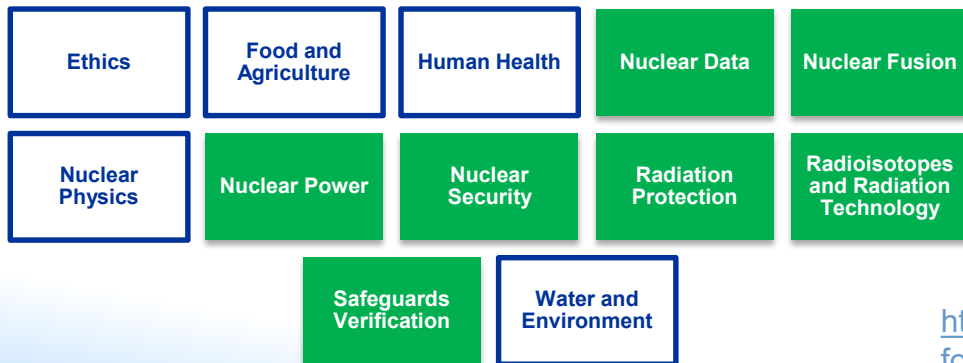 Ethics
Food and
Agriculture
Human Health
Nuclear Data
Nuclear Fusion
Nuclear
Physics
Nuclear Power
Nuclear
Security
Radiation
Protection
Radioisotopes
and Radiation
Technology
Safeguards
Verification
Water and
Environment